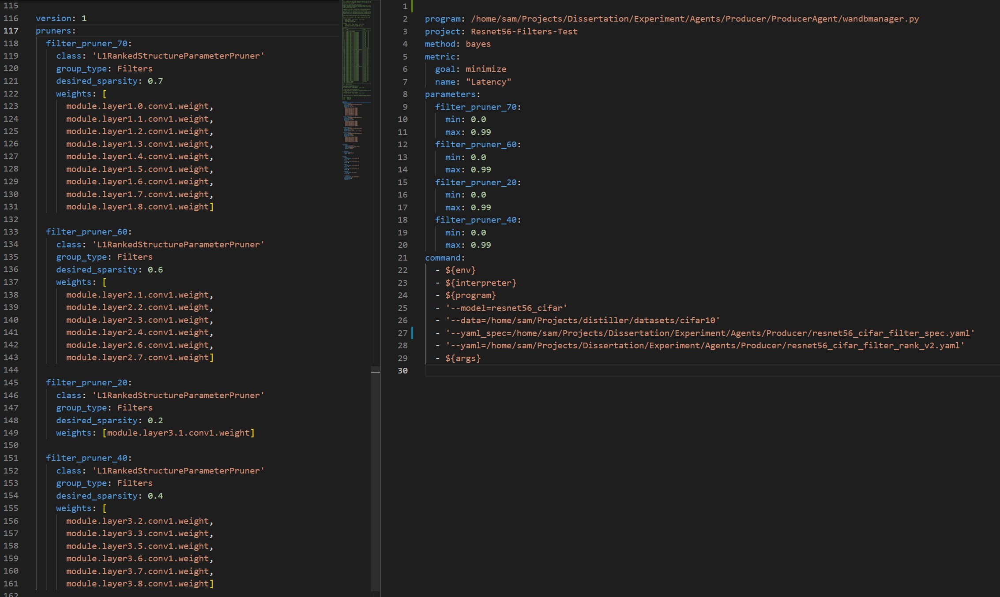 115
116 version: 1
117 pruners:
118 filter_pruner_70:
119 class: 'L1RankedStructureParameterPruner'
120 group_type: Filters
121 desired_sparsity: 0.7
122 weights: [
123 module.layer1.0.conv1.weight,
124 module.layer1.1.conv1.weight,
125 module.layer1.2.conv1.weight,
126 module.layer1.3.conv1.weight,
127 module.layer1.4.conv1.weight,
128 module.layer1.5.conv1.weight,
129 module.layer1.6.conv1.weight,
130 module.layer1.7.conv1.weight,
131 module.layer1.8.conv1.weight]
132
133 filter_pruner_60:
134 class: 'L1RankedStructureParameterPruner'
135 group_type: Filters
136 desired_sparsity: 0.6
137 weights: [
138 module.layer2.1.conv1.weight,
139 module.layer2.2.conv1.weight,
140 module.layer2.3.conv1.weight,
141 module.layer2.4.conv1.weight,
142 module.layer2.6.conv1.weight,
143 module.layer2.7.conv1.weight]
144
145 filter_pruner_20:
146 class: 'L1RankedStructureParameterPruner'
147 group_type: Filters
148 desired_sparsity: 0.2
149 weights: [module.layer3.1.conv1.weight]
150
151 filter_pruner_40:
152 class: 'L1RankedStructureParameterPruner'
153 group_type: Filters
154 desired_sparsity: 0.4
155 weights: [
156 module.layer3.2.conv1.weight,
157 module.layer3.3.conv1.weight,
158 module.layer3.5.conv1.weight,
159 module.layer3.6.conv1.weight,
160 module.layer3.7.conv1.weight,
161 module.layer3.8.conv1.weight]
162
1
2 program: /home/sam/Projects/Dissertation/Experiment/Agents/Producer/ProducerAgent/wandbmanager.py
3 project: Resnet56-Filters-Test
4 method: bayes
5 metric:
6 goal: minimize
7 name: "Latency"
8 parameters:
9 filter_pruner_70:
10 min: 0.0
11 max: 0.99
12 filter_pruner_60:
13 min: 0.0
14 max: 0.99
15 filter_pruner_20:
16 min: 0.0
17 max: 0.99
18 filter_pruner_40:
19 min: 0.0
20 max: 0.99
21 command:
22 - ${env}
23 - ${interpreter}
24 - ${program}
25 - '--model=resnet56_cifar'
26 - '--data=/home/sam/Projects/distiller/datasets/cifar10'
27 - '--yaml_spec=/home/sam/Projects/Dissertation/Experiment/Agents/Producer/resnet56_cifar_filter_spec.yaml'
28 - '--yaml=/home/sam/Projects/Dissertation/Experiment/Agents/Producer/resnet56_cifar_filter_rank_v2.yaml'
29 - ${args}
30